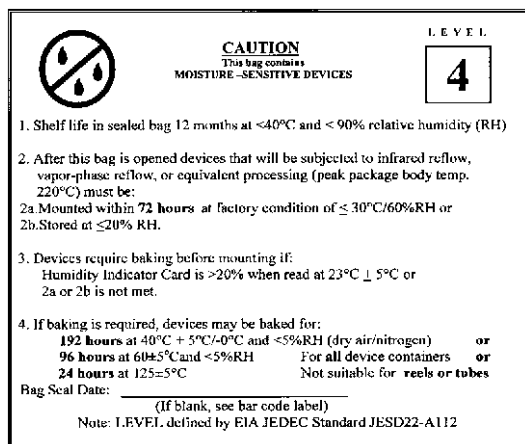 LEVEL
CAUTION
This bag contains
MOISTURE –SENSITIVE DEVICES
4
1. Shelf life in sealed bag 12 months at <40°C and < 90% relative humidity (RH)
2. After this bag is opened devices that will be subjected to infrared reflow,
vapor-phase reflow, or equivalent processing (peak package body temp.
220°C) must be:
2a.Mounted within 72 hours at factory condition of ≤ 30°C/60%RH or
2b.Stored at ≤20% RH.
3. Devices require baking before mounting if:
Humidity Indicator Card is >20% when read at 23°C ± 5°C or
2a or 2b is not met.
4. If baking is required, devices may be baked for:
192 hours at 40°C + 5°C/-0°C and <5%RH (dry air/nitrogen) or
96 hours at 60±5°Cand <5%RH For all device containers or
24 hours at 125±5°C Not suitable for reels or tubes
Bag Seal Date:
(If blank, see bar code label)
Note: LEVEL defined by EIA JEDEC Standard JESD22-A112